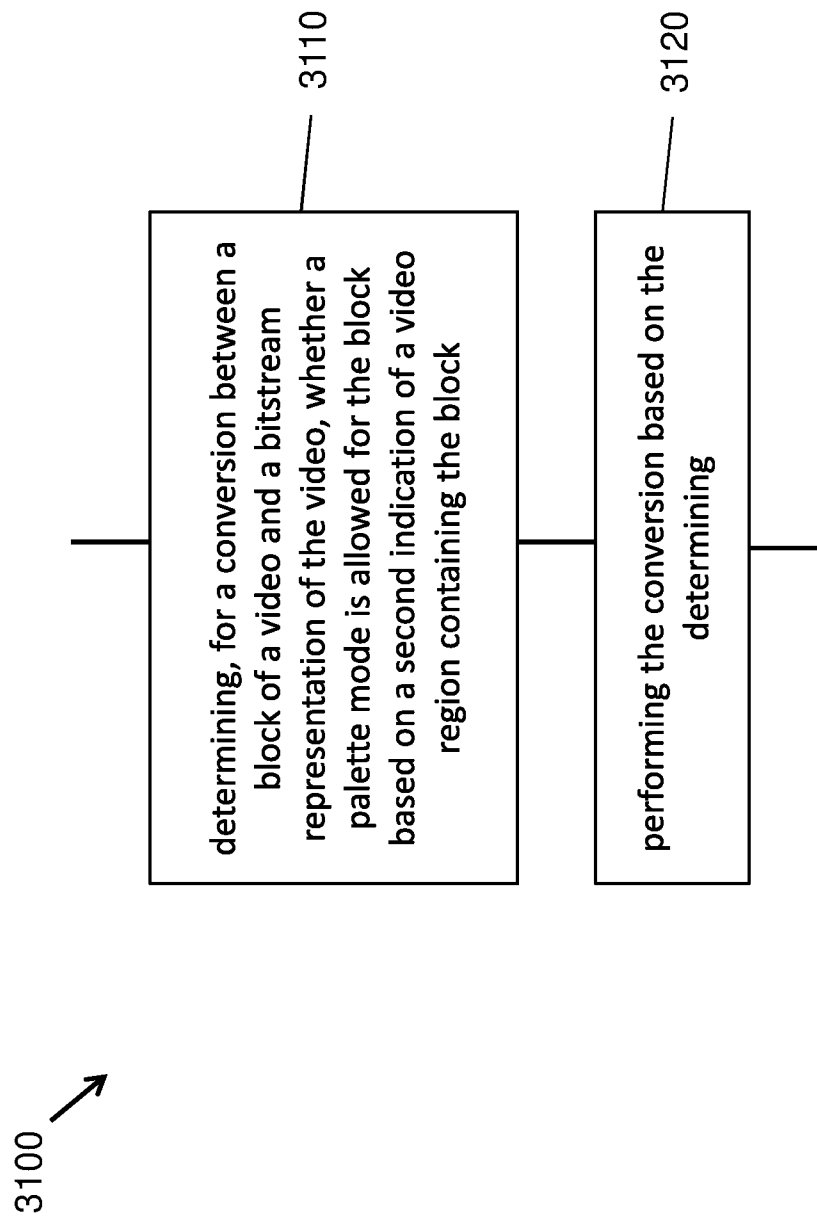 3100
determining, for a conversion between a
block of a video and a bitstream
representation of the video, whether a
palette mode is allowed for the block
based on a second indication of a video
region containing the block
3110
performing the conversion based on the
determining
3120